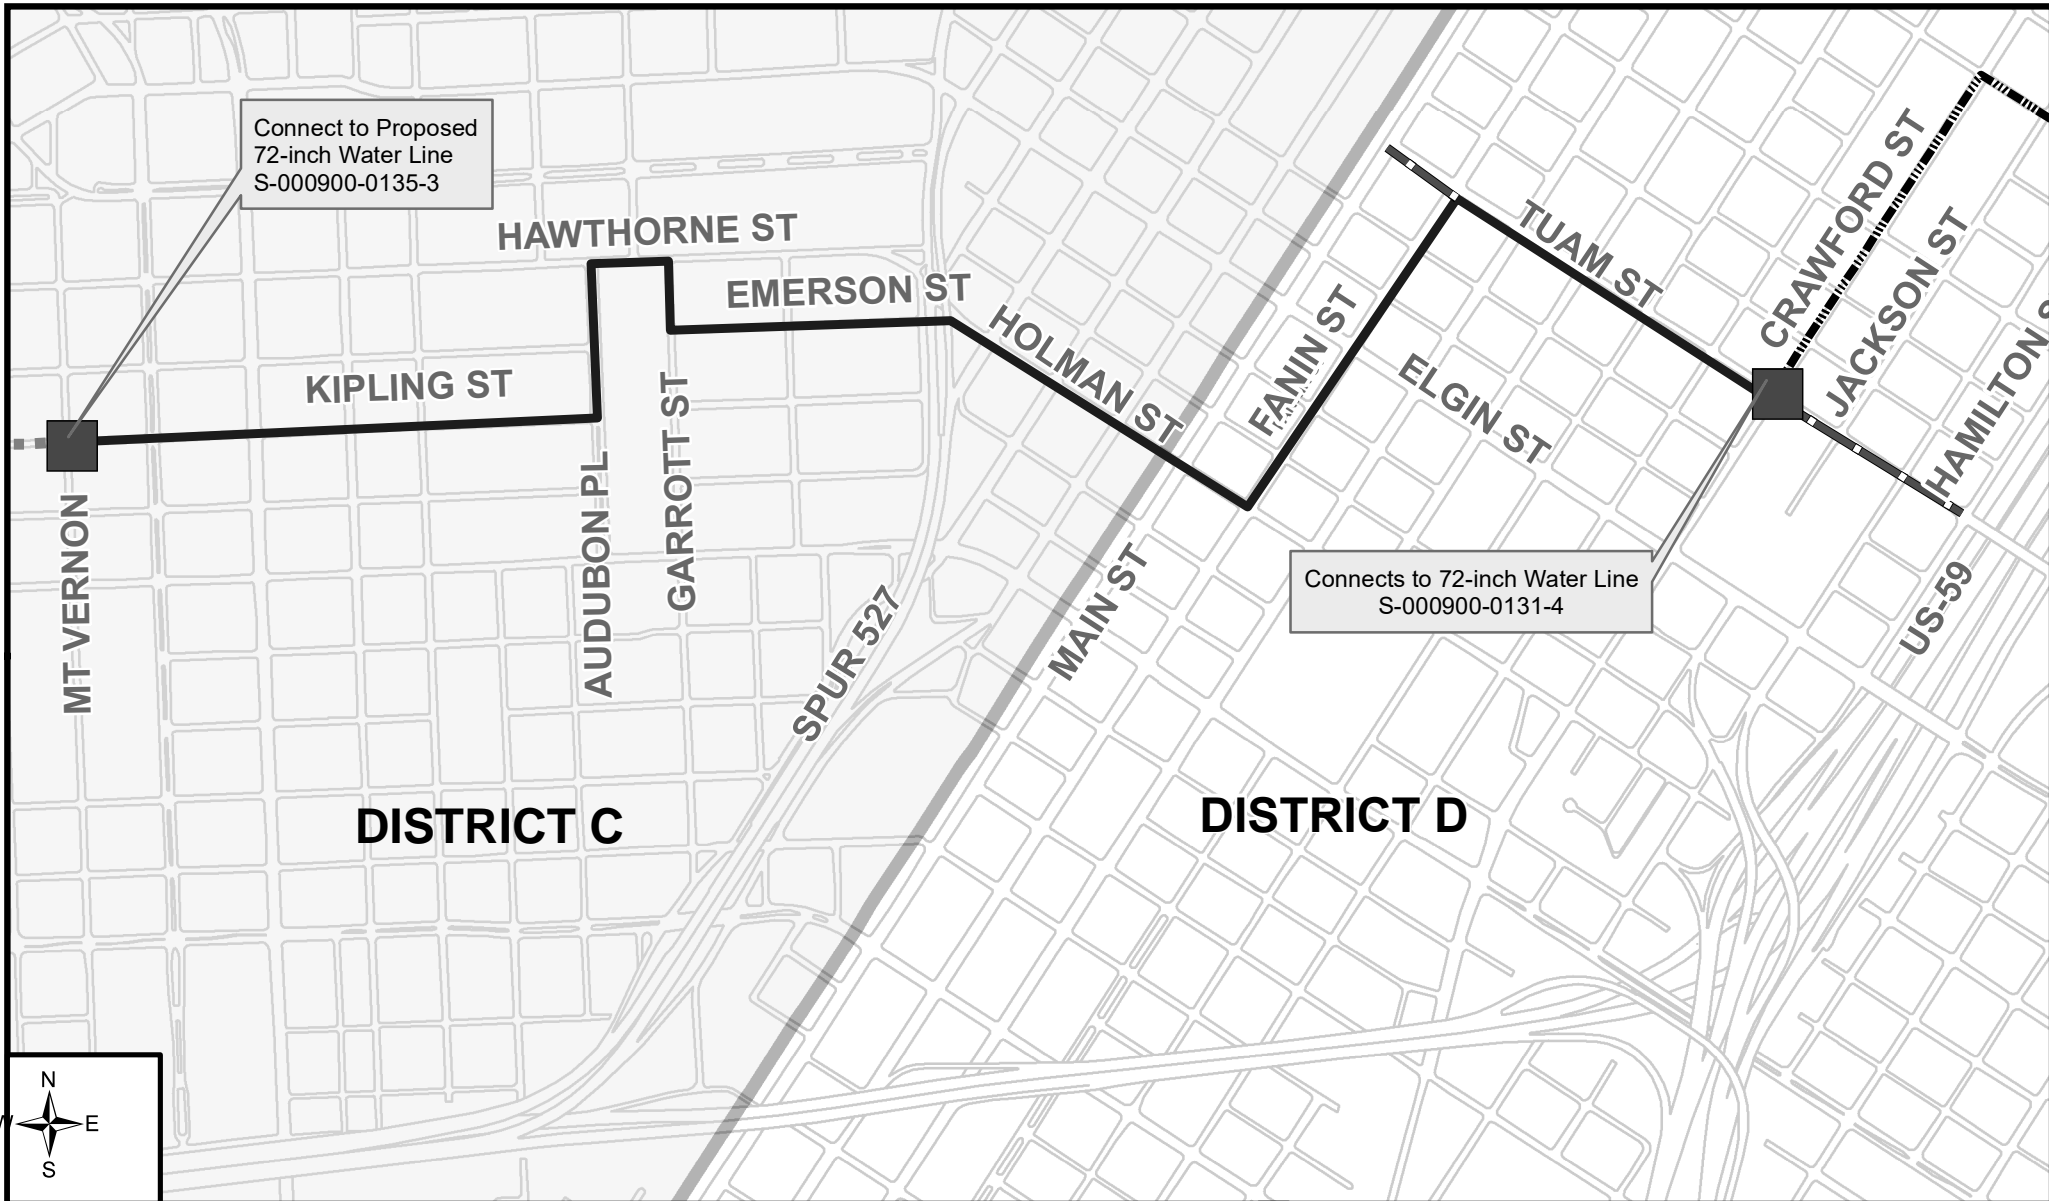 Connect to Proposed
72-inch Water Line
S-000900-0135-3
HAWTHORNE ST
EMERSON ST
KIPLING ST
HOLMAN ST
FANIN ST
TUAM ST
ELGIN ST
CRAWFORD ST
JACKSON ST
HAMILTON S
MT VERNON
AUDUBON PL
GARROTT ST
SPUR 527
MAIN ST
US-59
Connects to 72-inch Water Line
S-000900-0131-4
DISTRICT C
DISTRICT D
N
E
S